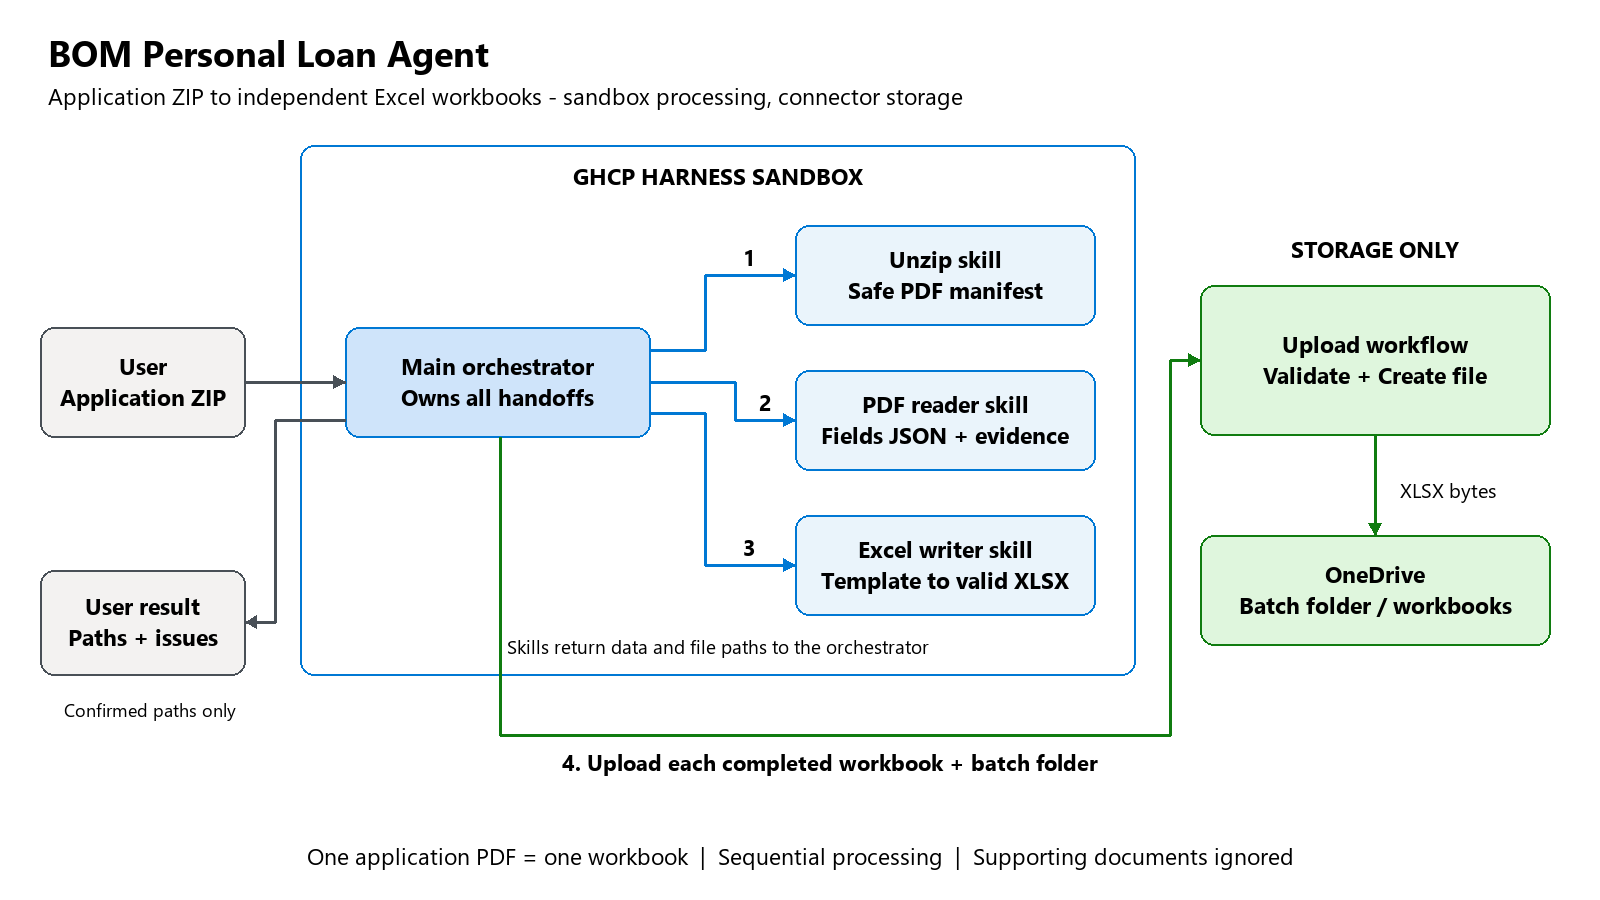 BOM Personal Loan Agent
Application ZIP to independent Excel workbooks - sandbox processing, connector storage
GHCP HARNESS SANDBOX
User
Application ZIP
Main orchestrator
Owns all handoffs
1
Unzip skill
Safe PDF manifest
2
PDF reader skill
Fields JSON + evidence
3
Excel writer skill
Template to valid XLSX
Skills return data and file paths to the orchestrator
STORAGE ONLY
Upload workflow
Validate + Create file
XLSX bytes
OneDrive
Batch folder / workbooks
User result
Paths + issues
Confirmed paths only
4. Upload each completed workbook + batch folder
One application PDF = one workbook | Sequential processing | Supporting documents ignored